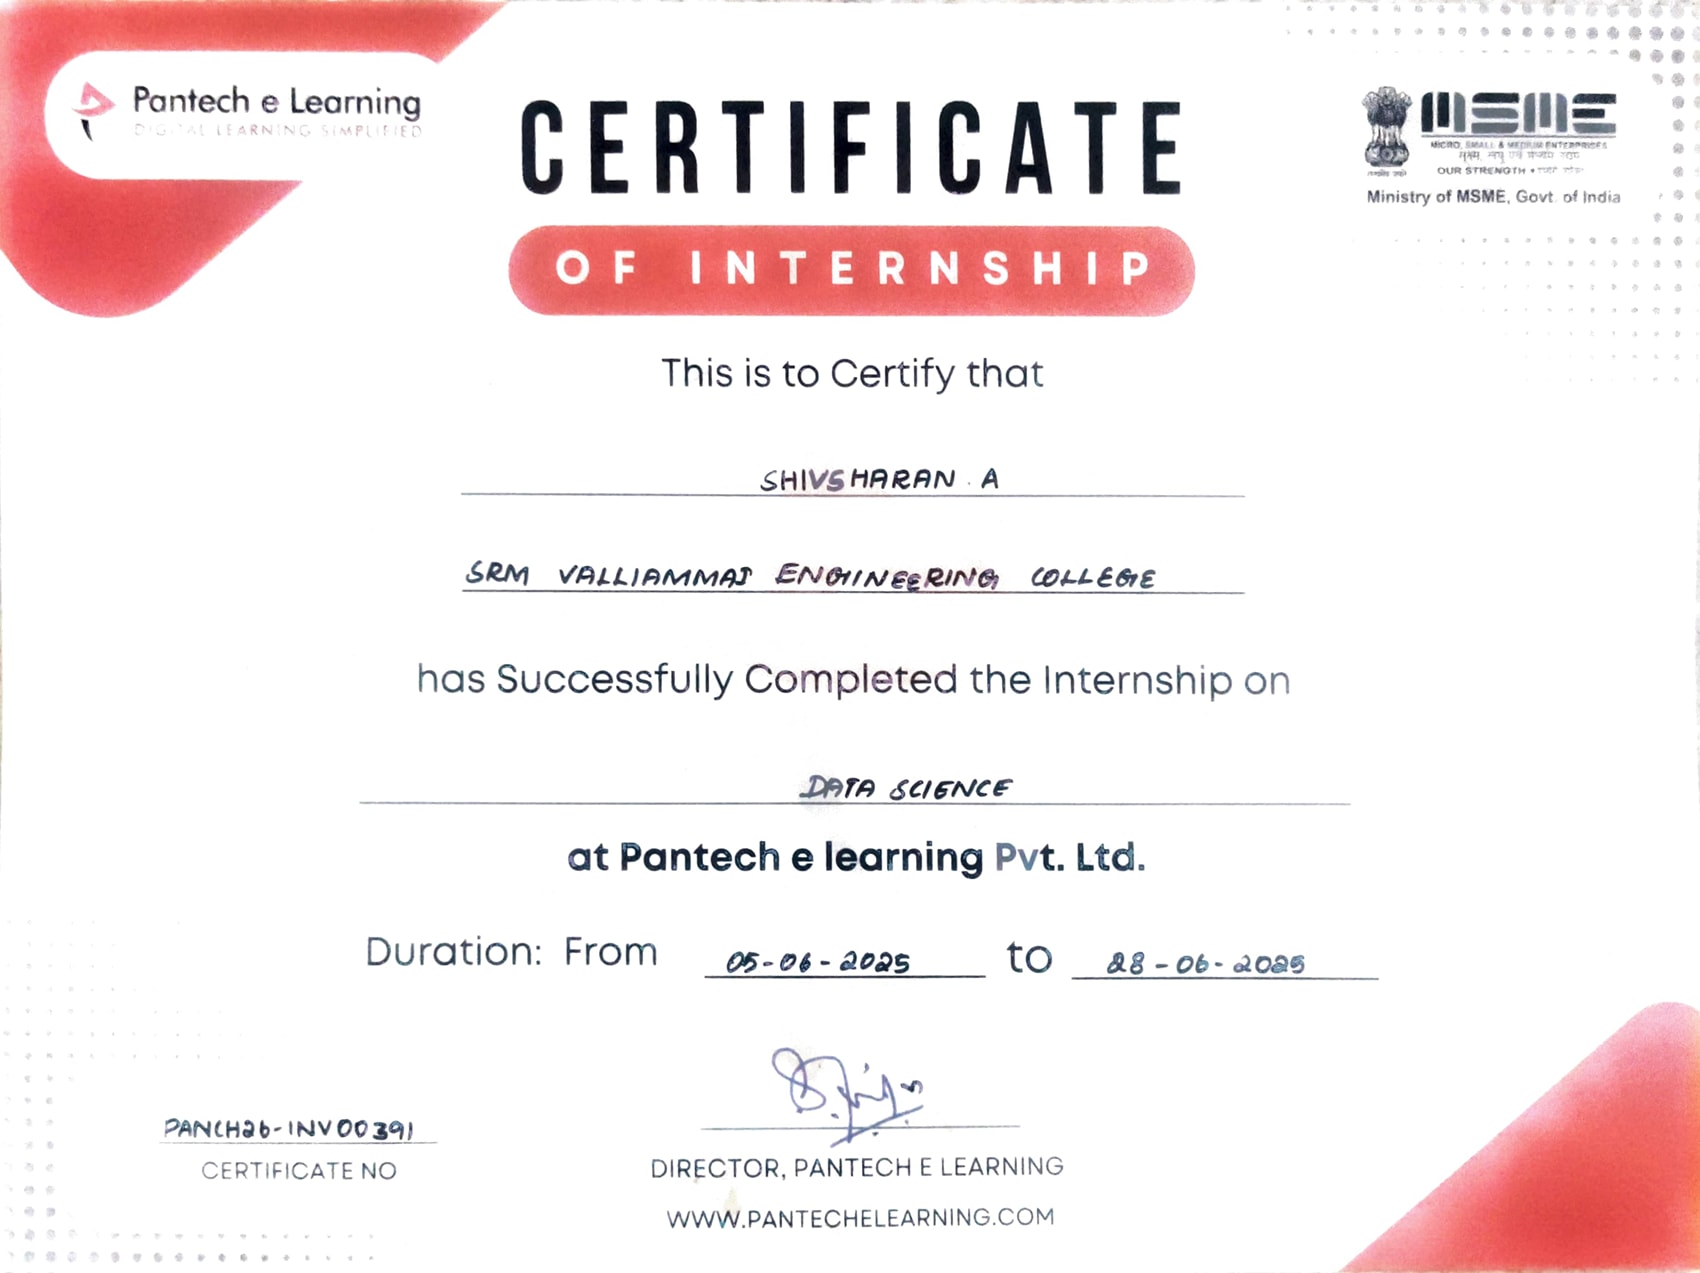 Pantech e Learning
DIGITAL LEARNING SIMPLIFIED
CERTIFICATE
OF INTERNSHIP
MSME
MICRO, SMALL & MEDIUM ENTERPRISES
OUR STRENGTH •
Ministry of MSME, Govt. of India
This is to Certify that
SHIVSHARAN . A
SRM VALLIAMMAI ENGINEERING COLLEGE
has Successfully Completed the Internship on
DATA SCIENCE
at Pantech e learning Pvt. Ltd.
Duration: From 05-06-2025 to 28-06-2025
PANCH26-INV00391
CERTIFICATE NO
DIRECTOR, PANTECH E LEARNING
WWW.PANTECHELEARNING.COM